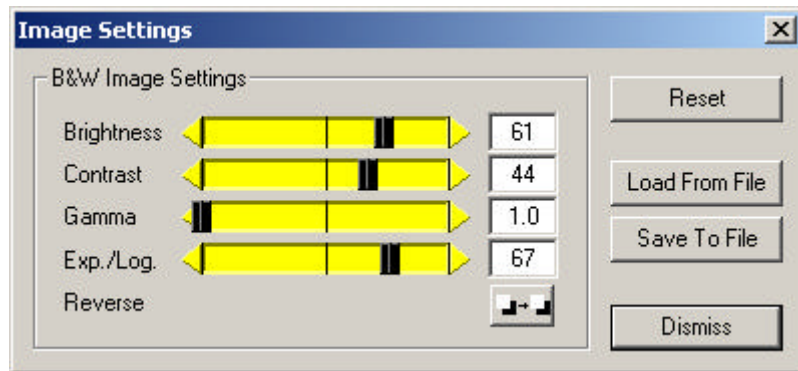 Image Settings
B&W Image Settings
Brightness 61
Contrast 44
Gamma 1.0
Exp./Log. 67
Reverse
Reset
Load From File
Save To File
Dismiss